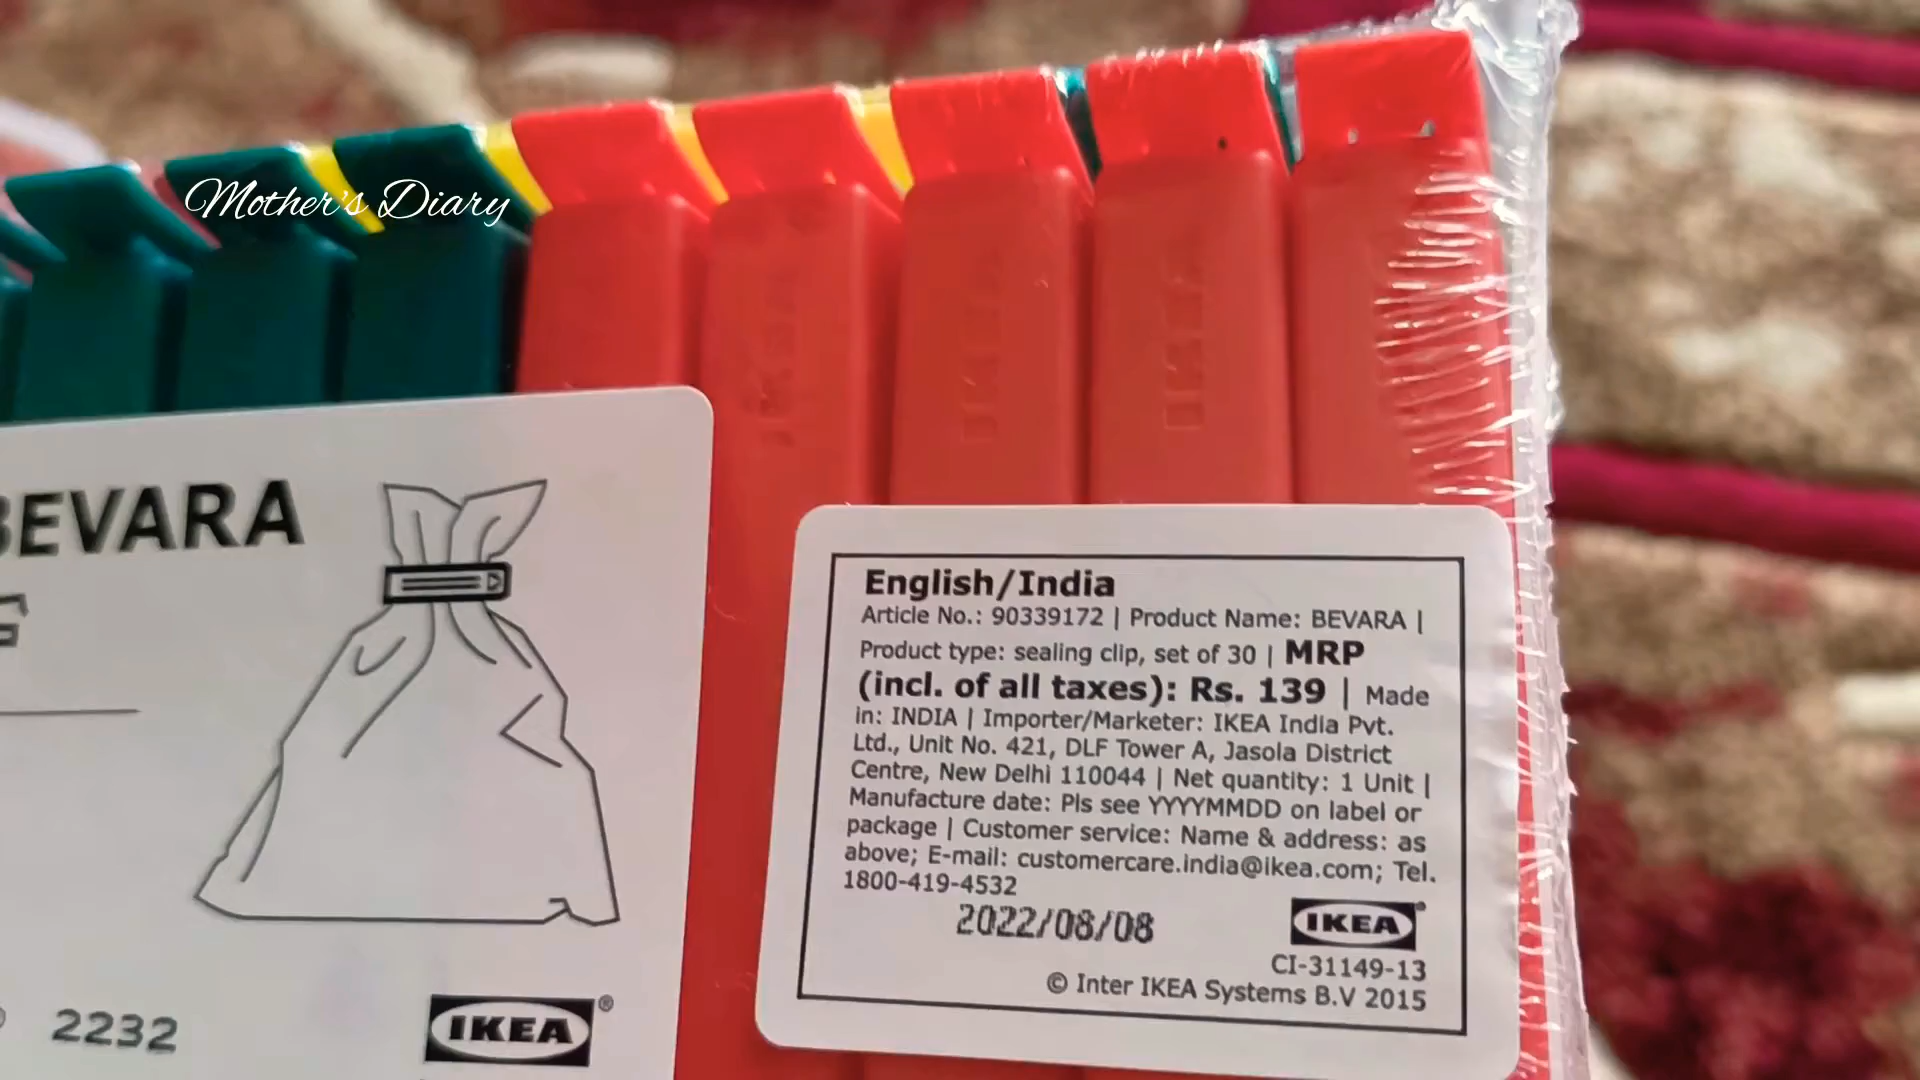 Mother's Diary
IKEA
IKEA
IKEA
BEVARA
2232
IKEA
®
English/India
Article No.: 90339172 | Product Name: BEVARA |
Product type: sealing clip, set of 30 | MRP
(incl. of all taxes): Rs. 139 | Made
in: INDIA | Importer/Marketer: IKEA India Pvt.
Ltd., Unit No. 421, DLF Tower A, Jasola District
Centre, New Delhi 110044 | Net quantity: 1 Unit |
Manufacture date: Pls see YYYYMMDD on label or
package | Customer service: Name & address: as
above; E-mail: customercare.india@ikea.com; Tel.
1800-419-4532
2022/08/08
IKEA
CI-31149-13
© Inter IKEA Systems B.V 2015